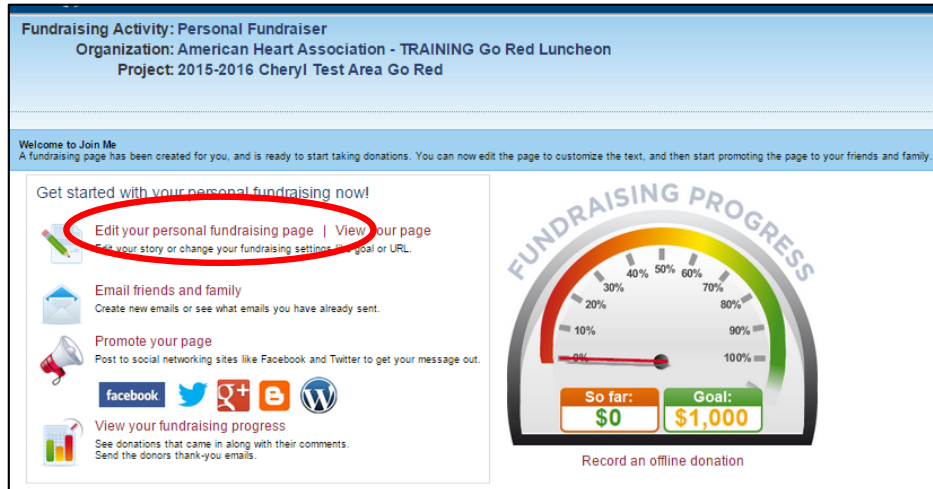 Fundraising Activity: Personal Fundraiser
Organization: American Heart Association - TRAINING Go Red Luncheon
Project: 2015-2016 Cheryl Test Area Go Red
Welcome to Join Me
A fundraising page has been created for you, and is ready to start taking donations. You can now edit the page to customize the text, and then start promoting the page to your friends and family.
Get started with your personal fundraising now!
Edit your personal fundraising page | View your page
Edit your story or change your fundraising settings like goal or URL.
Email friends and family
Create new emails or see what emails you have already sent.
Promote your page
Post to social networking sites like Facebook and Twitter to get your message out.
facebook
g+
View your fundraising progress
See donations that came in along with their comments.
Send the donors thank-you emails.
FUNDRAISING PROGRESS
0%
10%
20%
30%
40%
50%
60%
70%
80%
90%
100%
So far:
$0
Goal:
$1,000
Record an offline donation